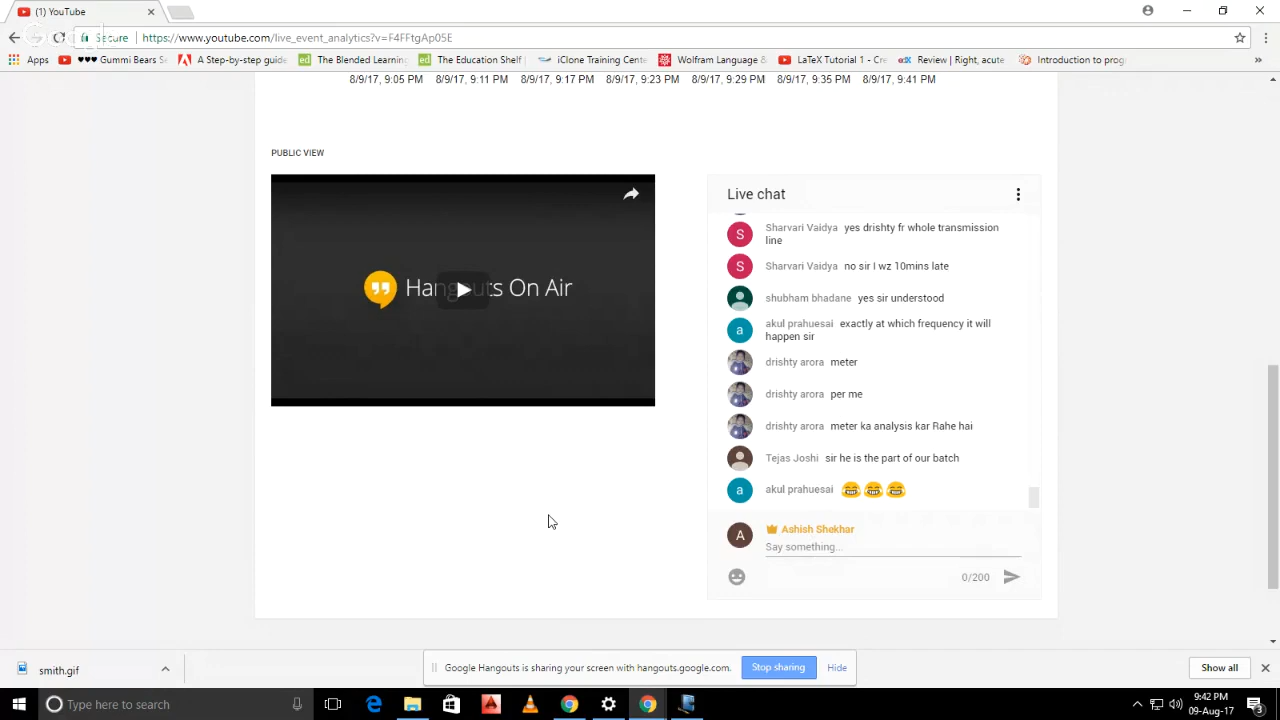 (1) YouTube
Secure https://www.youtube.com/live_event_analytics?v=F4FFtgAp05E
Apps ♥♥♥ Gummi Bears S A Step-by-step guide The Blended Learning The Education Shelf iClone Training Cente Wolfram Language & LaTeX Tutorial 1 - Cre Review | Right, acute Introduction to prog »
8/9/17, 9:05 PM 8/9/17, 9:11 PM 8/9/17, 9:17 PM 8/9/17, 9:23 PM 8/9/17, 9:29 PM 8/9/17, 9:35 PM 8/9/17, 9:41 PM
PUBLIC VIEW
Hangouts On Air
Live chat
S Sharvari Vaidya yes drishty fr whole transmission
line
S Sharvari Vaidya no sir I wz 10mins late
shubham bhadane yes sir understood
a akul prahuesai exactly at which frequency it will
happen sir
drishty arora meter
drishty arora per me
drishty arora meter ka analysis kar Rahe hai
Tejas Joshi sir he is the part of our batch
a akul prahuesai 😂😂😂
A Ashish Shekhar
Say something...
0/200
smith.gif
Google Hangouts is sharing your screen with hangouts.google.com. Stop sharing Hide
Show all
Type here to search
9:42 PM
09-Aug-17
3